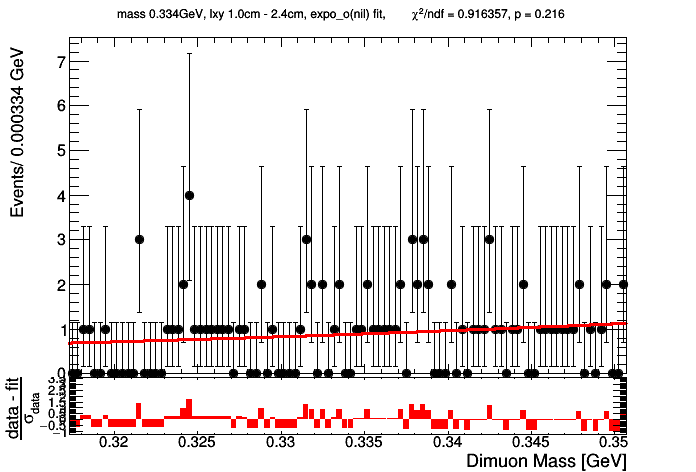 mass 0.334GeV, lxy 1.0cm - 2.4cm, expo_o(nil) fit, χ²/ndf = 0.916357, p = 0.216
Events/ 0.000334 GeV
7
6
5
4
3
2
1
0
data - fit
σdata
0.32 0.325 0.33 0.335 0.34 0.345 0.35
Dimuon Mass [GeV]